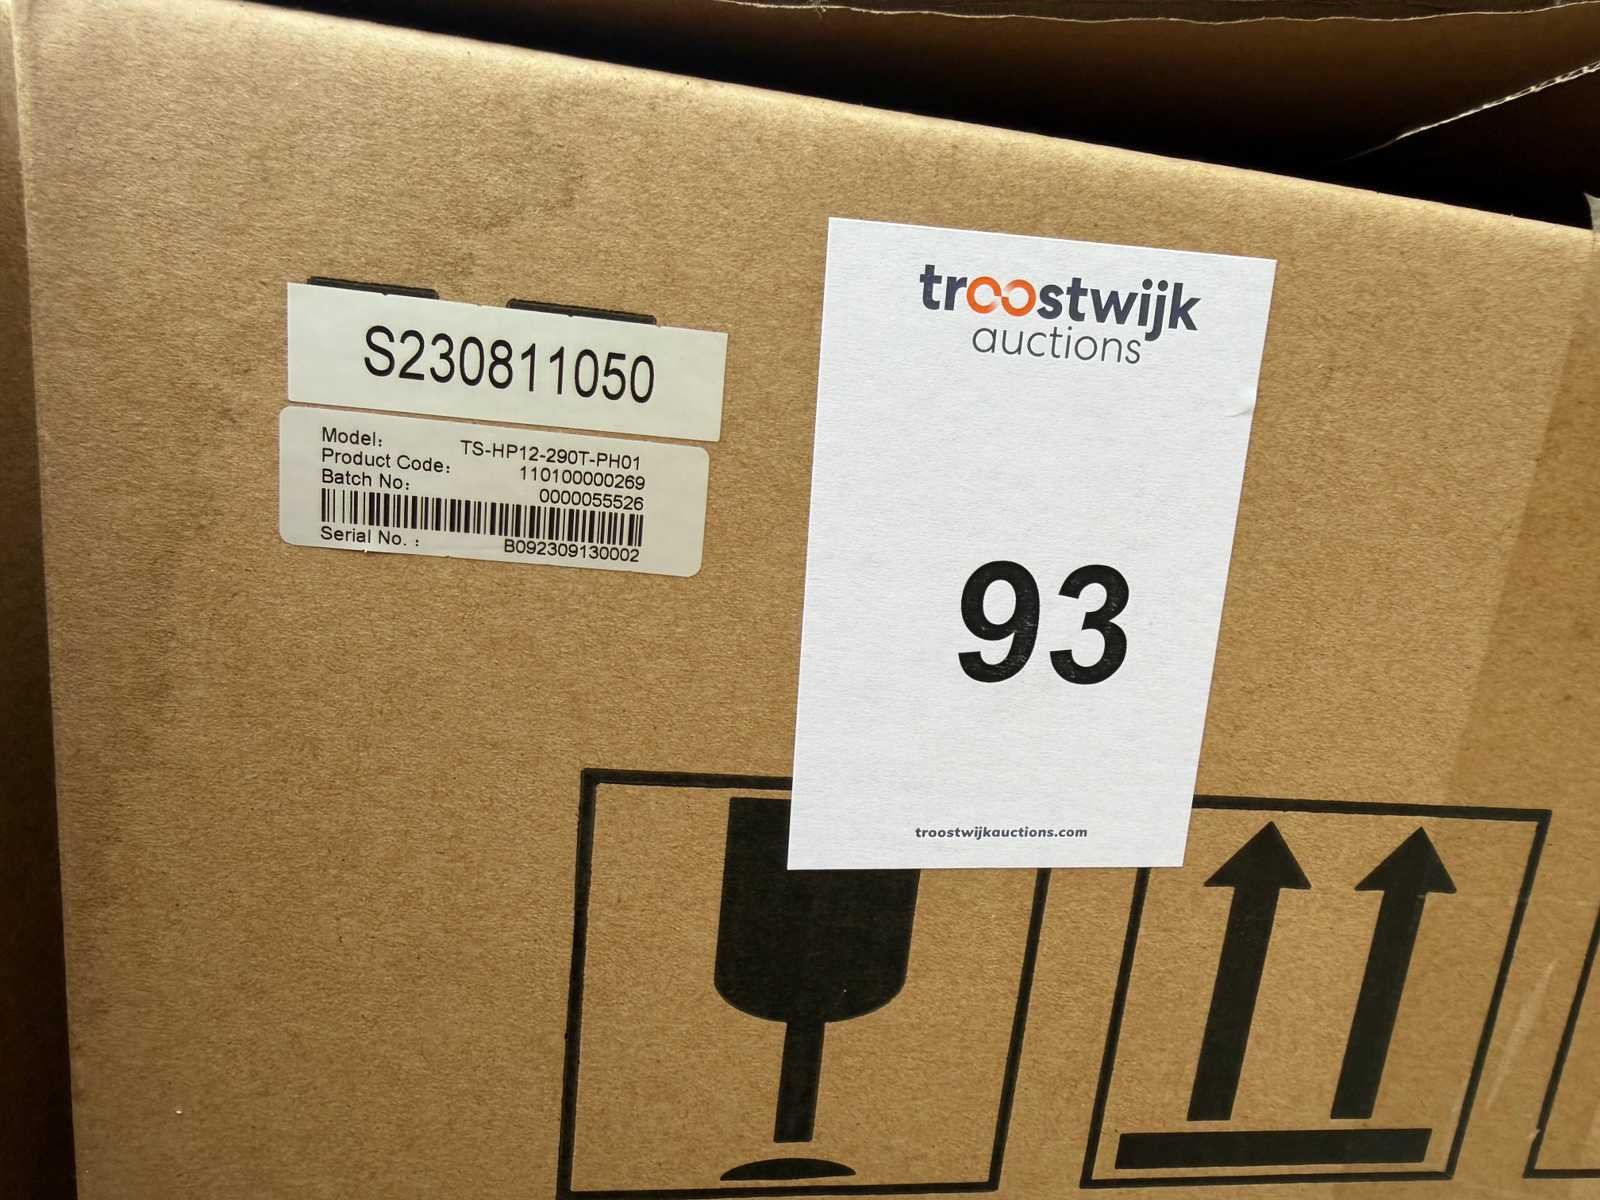 S230811050
Model: TS-HP12-290T-PH01
Product Code: 110100000269
Batch No: 0000055526
Serial No. : B092309130002
troostwijk
auctions
93
troostwijkauctions.com